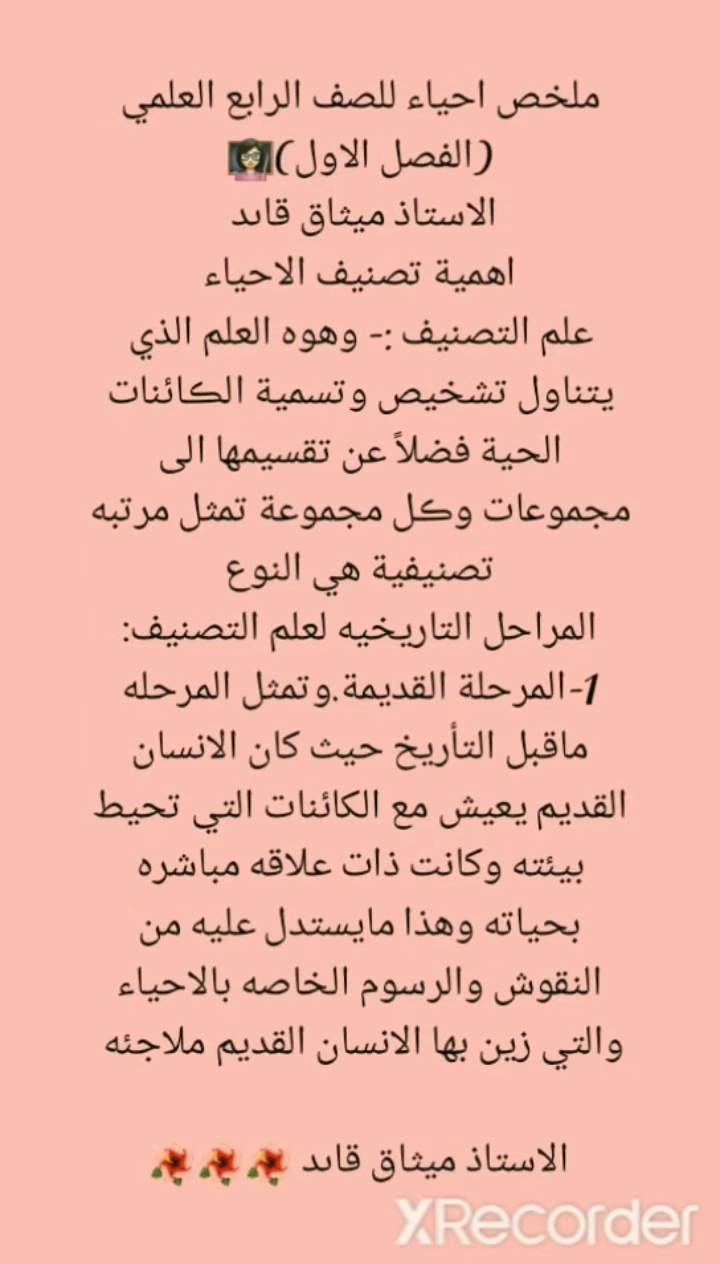 ملخص احياء للصف الرابع العلمي
(الفصل الاول)👩‍🏫
الاستاذ ميثاق قاىد
اهمية تصنيف الاحياء
علم التصنيف :- وهوه العلم الذي
يتناول تشخيص وتسمية الكائنات
الحية فضلاً عن تقسيمها الى
مجموعات وكل مجموعة تمثل مرتبه
تصنيفية هي النوع
المراحل التاريخيه لعلم التصنيف:
1-المرحلة القديمة.وتمثل المرحله
ماقبل التأريخ حيث كان الانسان
القديم يعيش مع الكائنات التي تحيط
بيئته وكانت ذات علاقه مباشره
بحياته وهذا مايستدل عليه من
النقوش والرسوم الخاصه بالاحياء
والتي زين بها الانسان القديم ملاجئه
الاستاذ ميثاق قاىد 🌺🌺🌺
XRecorder